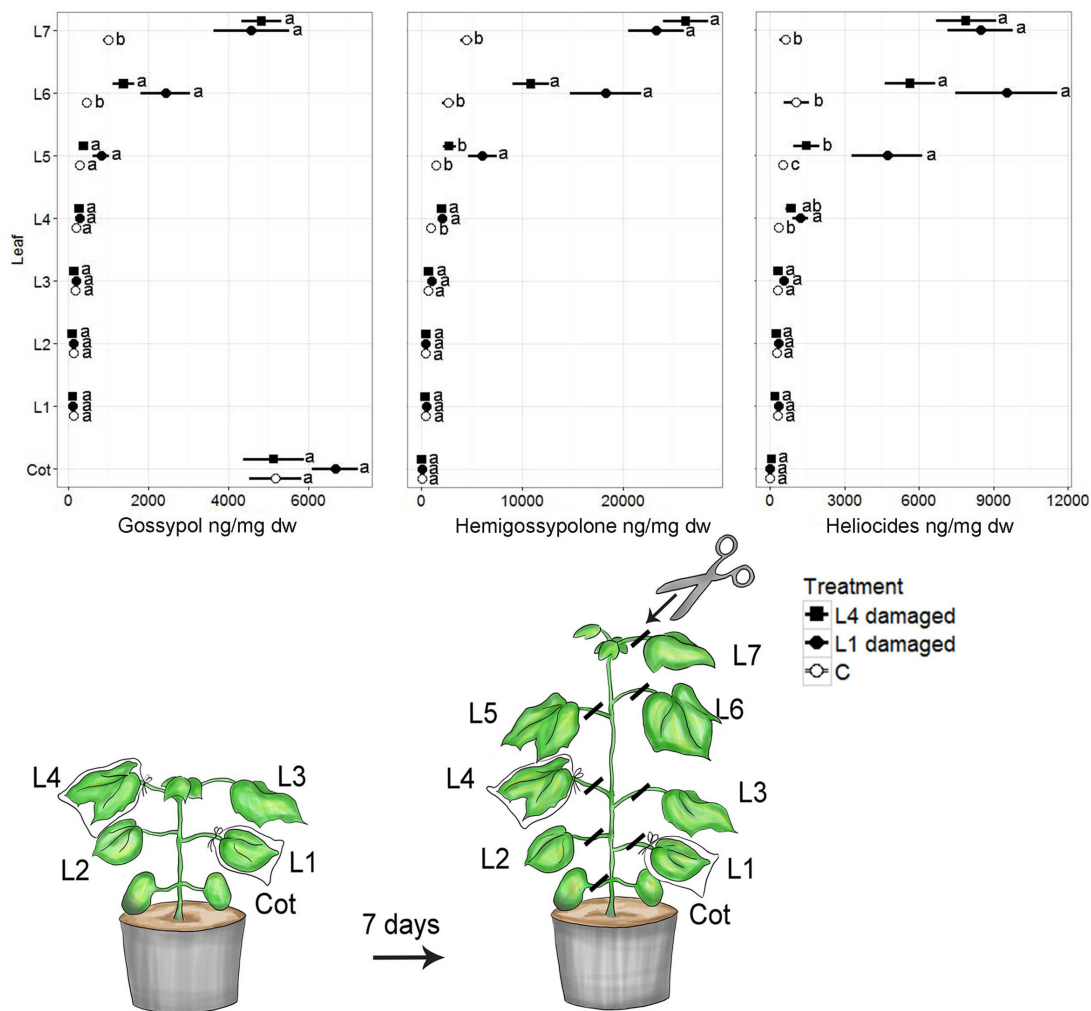 L7
a
a
b
a
a
b
a
a
b
L6
a
a
b
a
a
b
a
a
b
L5
a
a
a
b
a
b
b
a
c
L4
a
a
a
a
a
b
ab
a
b
L3
a
a
a
a
a
a
a
a
a
L2
a
a
a
a
a
a
a
a
a
L1
a
a
a
a
a
a
a
a
a
Cot
a
a
a
a
a
a
a
a
a
Leaf
0 2000 4000 6000
0 10000 20000
0 3000 6000 9000 12000
Gossypol ng/mg dw
Hemigossypolone ng/mg dw
Heliocides ng/mg dw
Treatment
L4 damaged
L1 damaged
C
L4
L3
L2
L1
Cot
7 days
L7
L6
L5
L4
L3
L2
L1
Cot